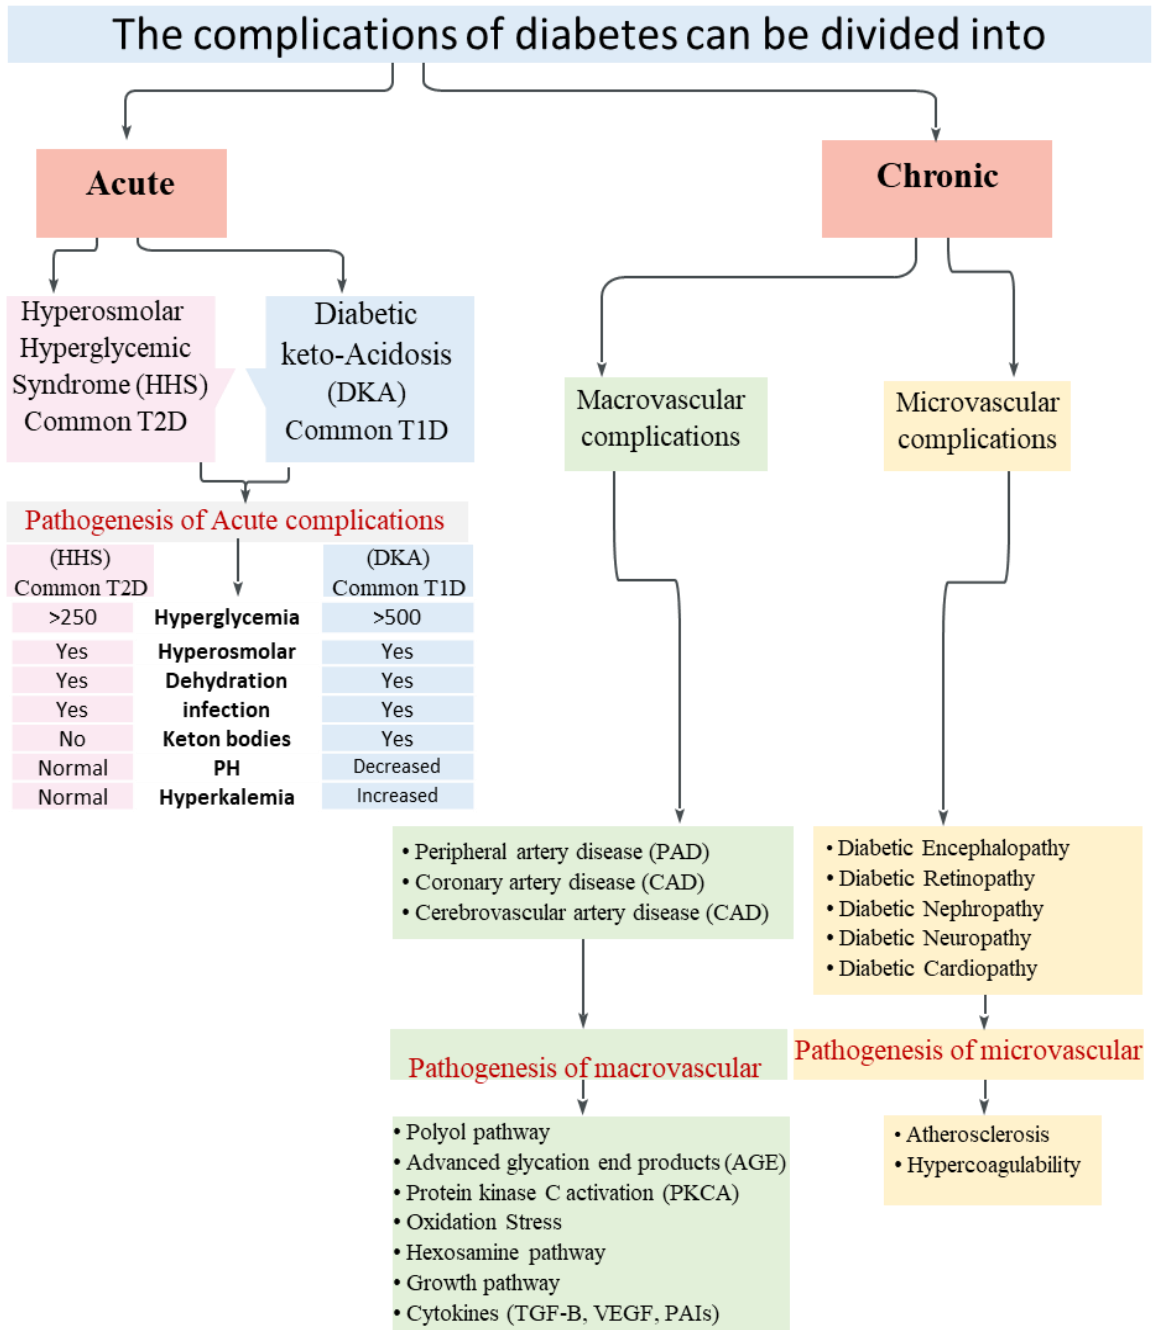 The complications of diabetes can be divided into
Acute
Chronic
Hyperosmolar
Hyperglycemic
Syndrome (HHS)
Common T2D
Diabetic
keto-Acidosis
(DKA)
Common T1D
Macrovascular
complications
Microvascular
complications
Pathogenesis of Acute complications
(HHS)
Common T2D
(DKA)
Common T1D
>250 Hyperglycemia >500
Yes Hyperosmolar Yes
Yes Dehydration Yes
Yes infection Yes
No Keton bodies Yes
Normal PH Decreased
Normal Hyperkalemia Increased
• Peripheral artery disease (PAD)
• Coronary artery disease (CAD)
• Cerebrovascular artery disease (CAD)
• Diabetic Encephalopathy
• Diabetic Retinopathy
• Diabetic Nephropathy
• Diabetic Neuropathy
• Diabetic Cardiopathy
Pathogenesis of macrovascular
Pathogenesis of microvascular
• Polyol pathway
• Advanced glycation end products (AGE)
• Protein kinase C activation (PKCA)
• Oxidation Stress
• Hexosamine pathway
• Growth pathway
• Cytokines (TGF-B, VEGF, PAIs)
• Atherosclerosis
• Hypercoagulability